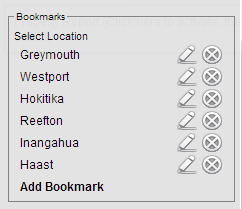 Bookmarks
Select Location
Greymouth
Westport
Hokitika
Reefton
Inangahua
Haast
Add Bookmark